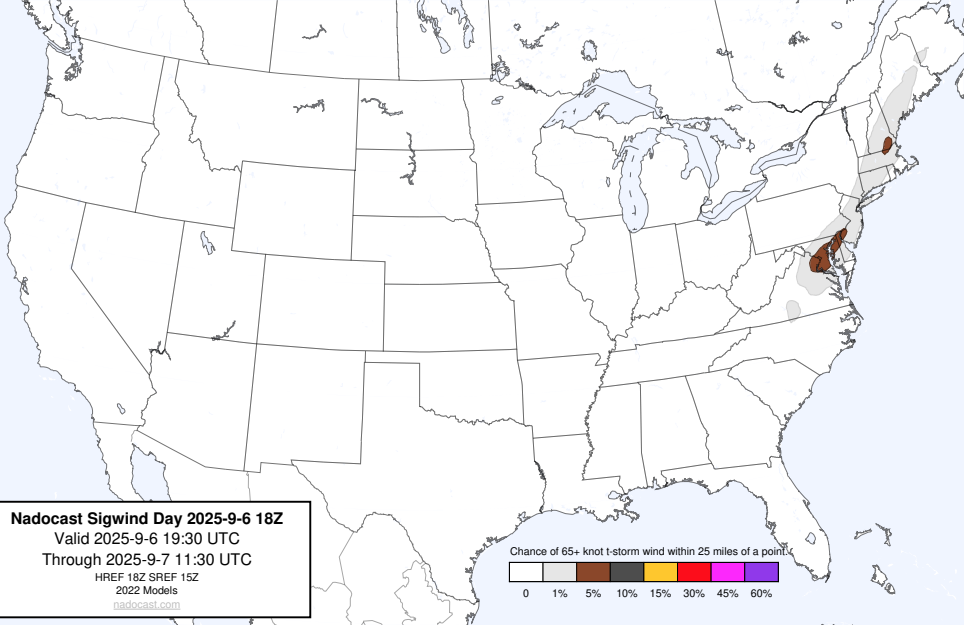 Nadocast Sigwind Day 2025-9-6 18Z
Valid 2025-9-6 19:30 UTC
Through 2025-9-7 11:30 UTC
HREF 18Z SREF 15Z
2022 Models
nadocast.com
Chance of 65+ knot t-storm wind within 25 miles of a point.
0 1% 5% 10% 15% 30% 45% 60%